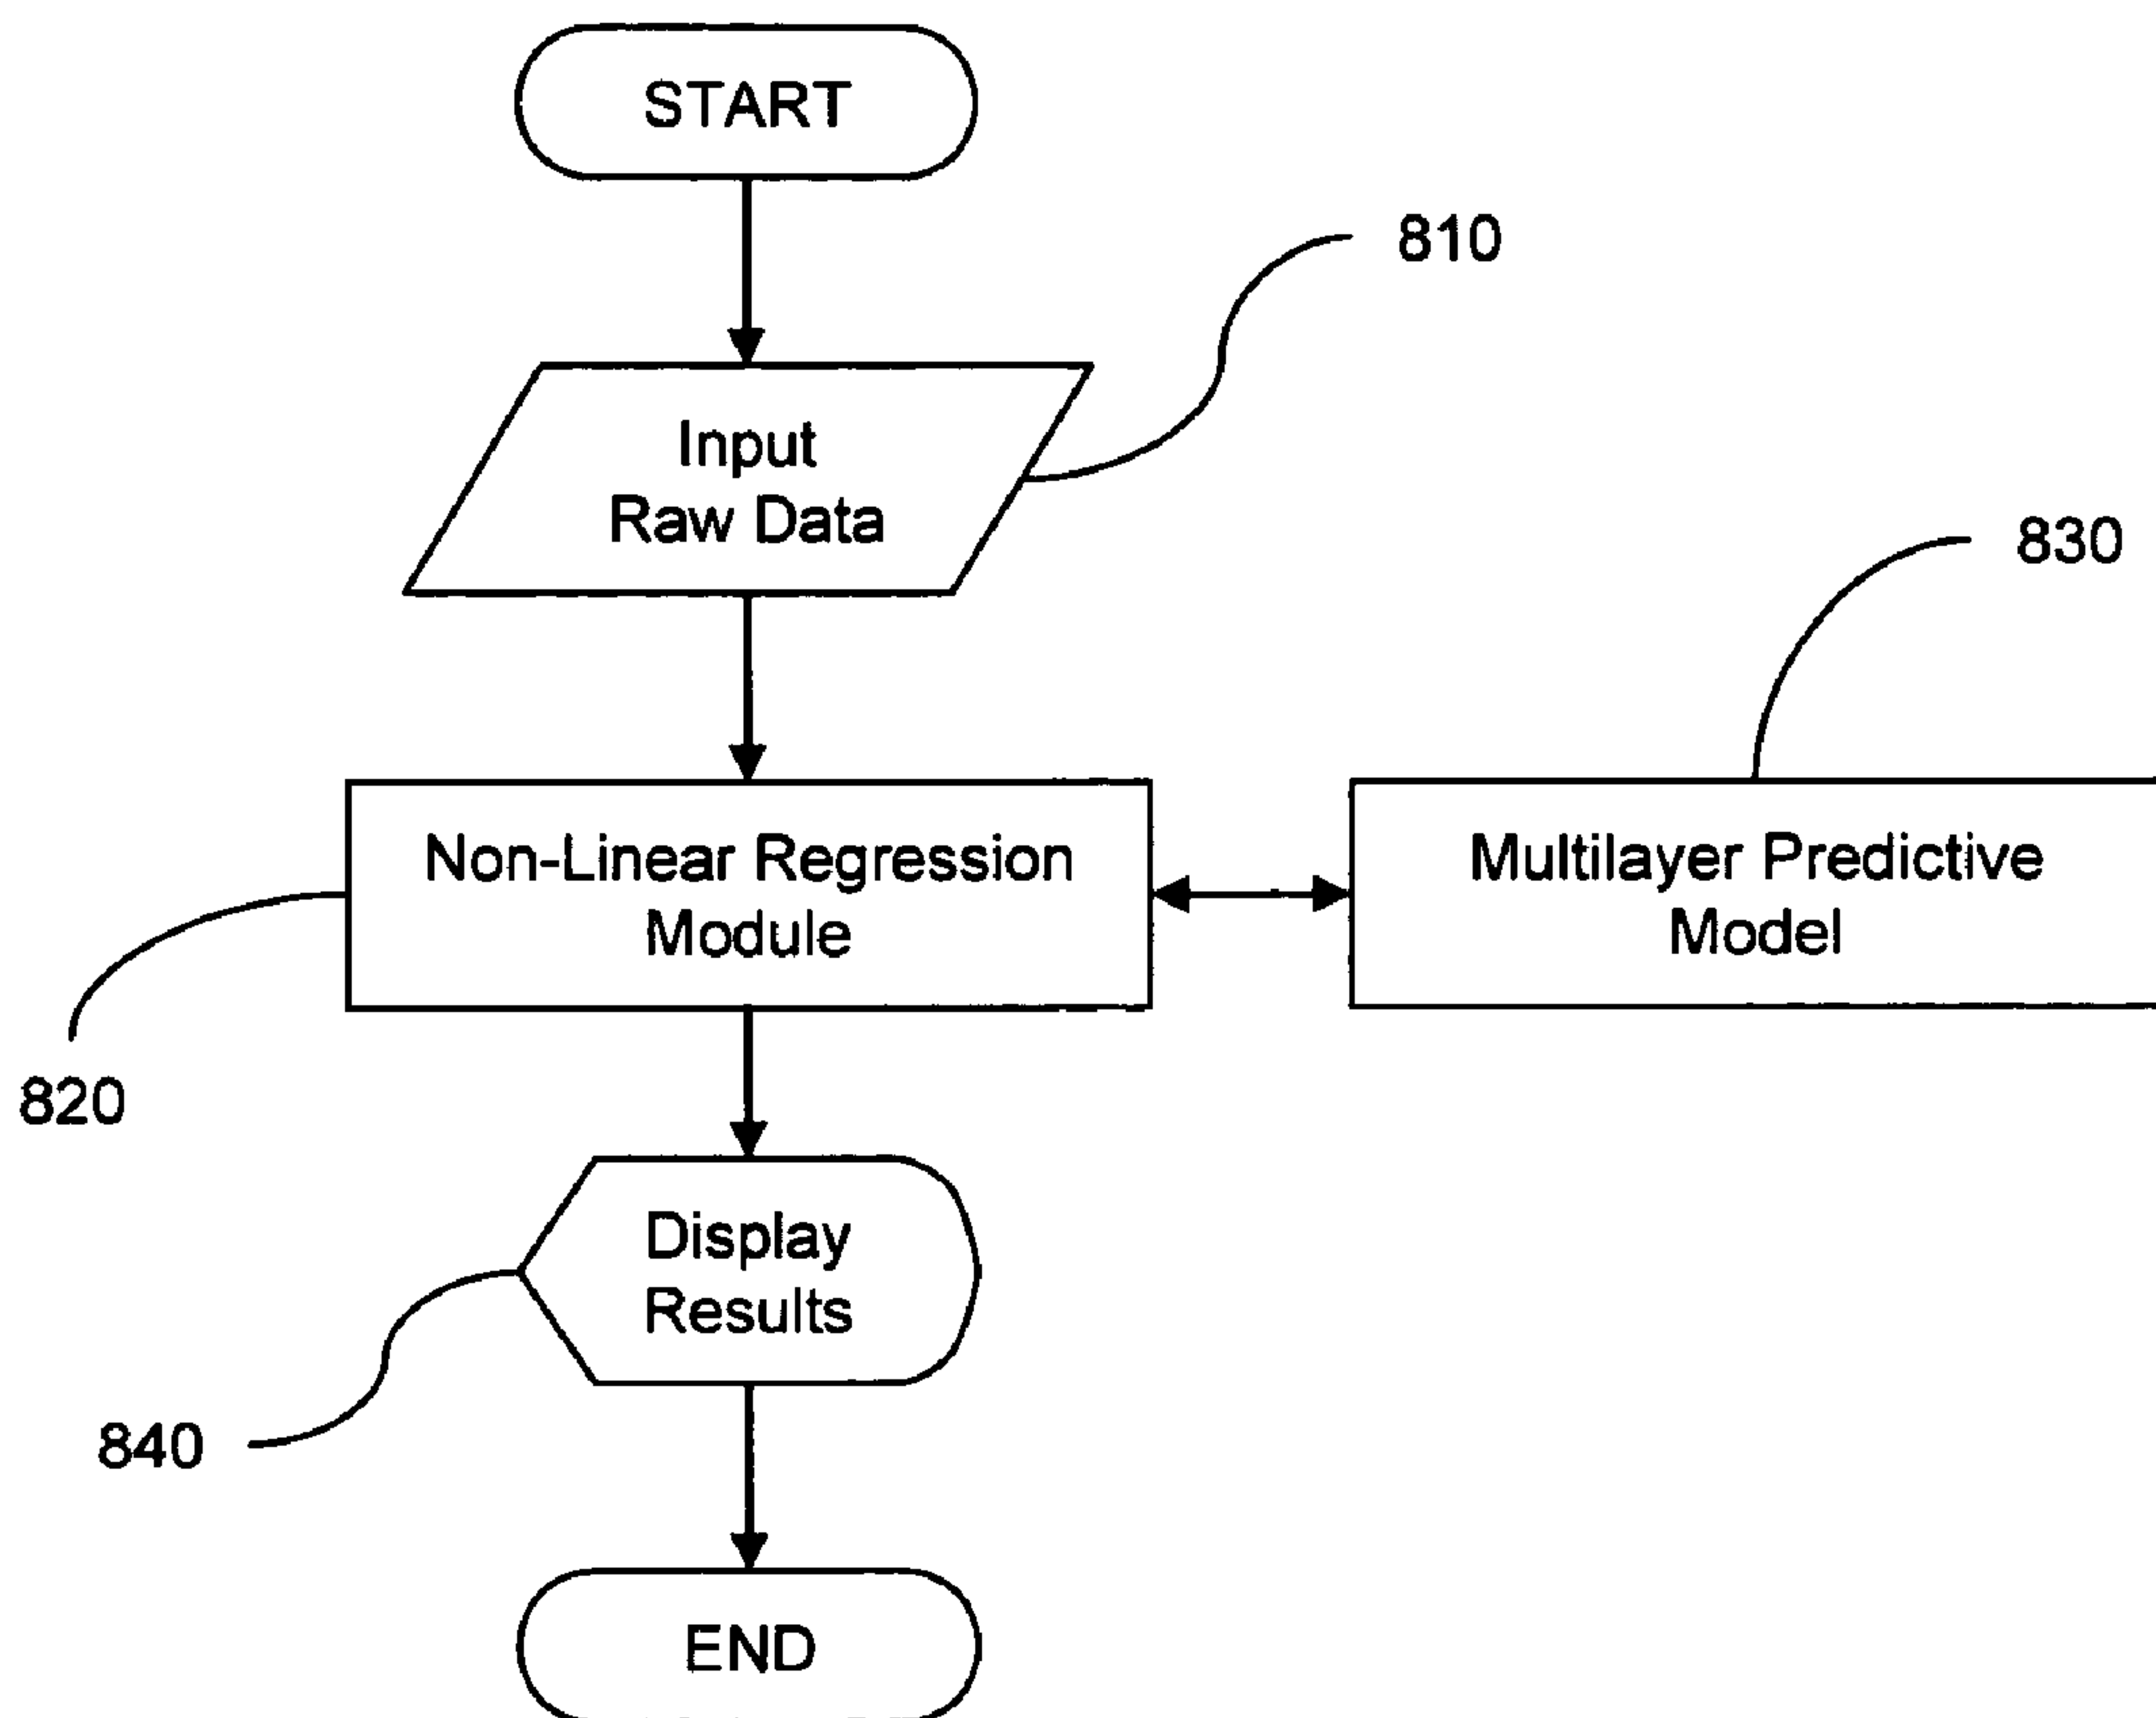 START
810
Input
Raw Data
830
Non-Linear Regression
Module
Multilayer Predictive
Model
820
Display
Results
840
END